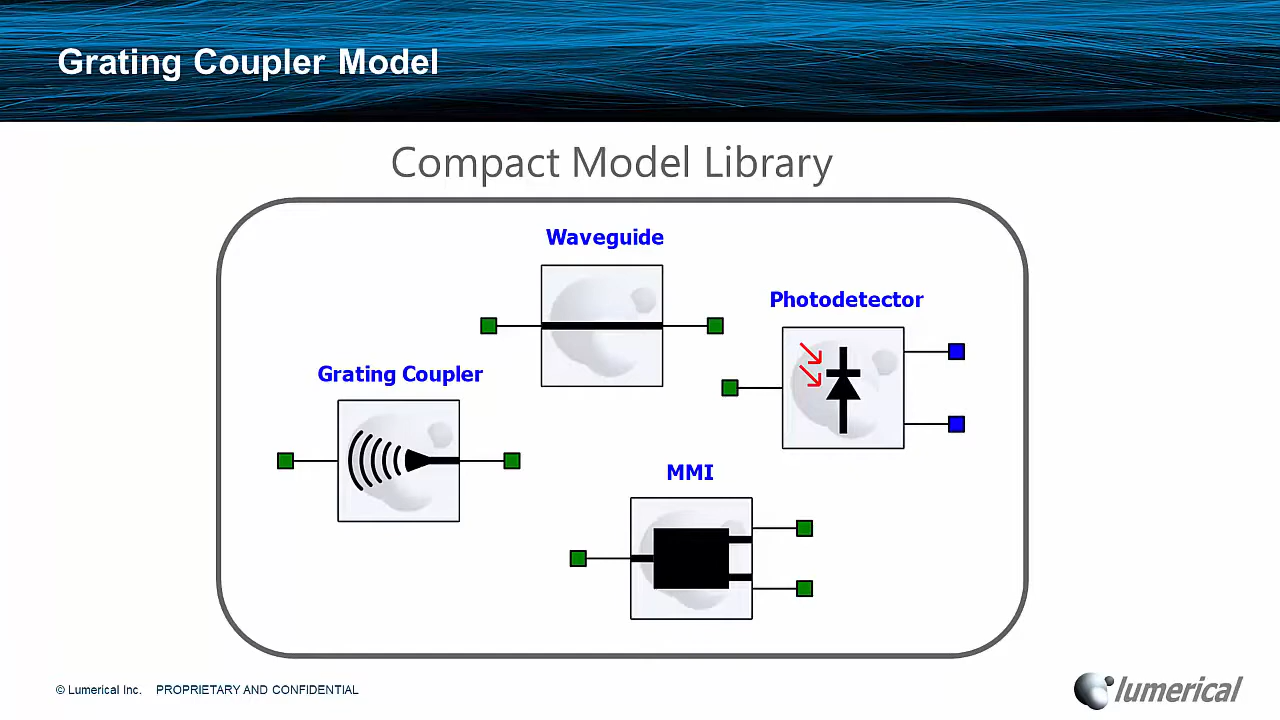 Grating Coupler Model
Compact Model Library
Waveguide
Photodetector
Grating Coupler
MMI
© Lumerical Inc. PROPRIETARY AND CONFIDENTIAL
lumerical